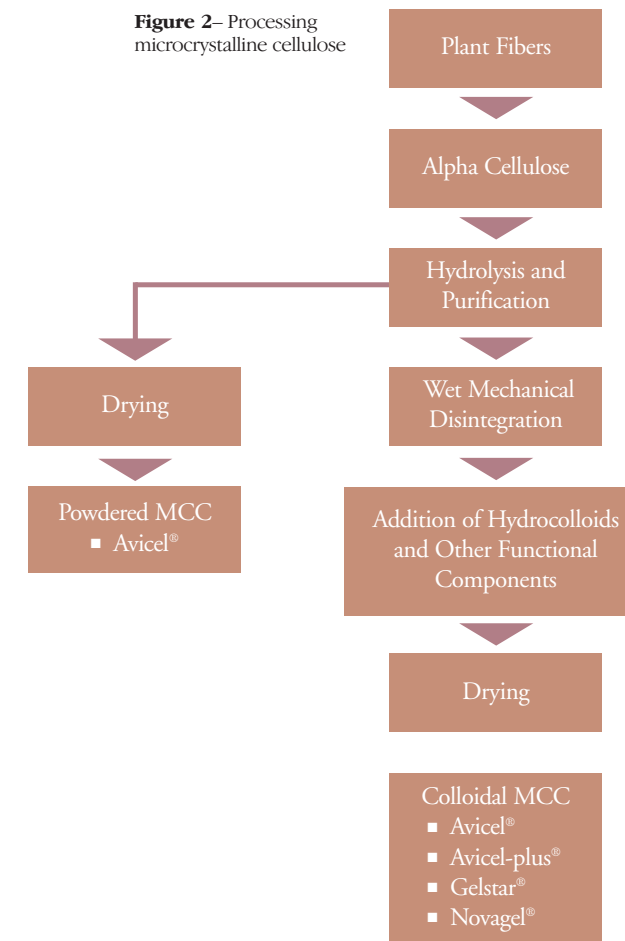 Figure 2– Processing
microcrystalline cellulose
Plant Fibers
Alpha Cellulose
Hydrolysis and
Purification
Drying
Wet Mechanical
Disintegration
Powdered MCC
■ Avicel®
Addition of Hydrocolloids
and Other Functional
Components
Drying
Colloidal MCC
■ Avicel®
■ Avicel-plus®
■ Gelstar®
■ Novagel®